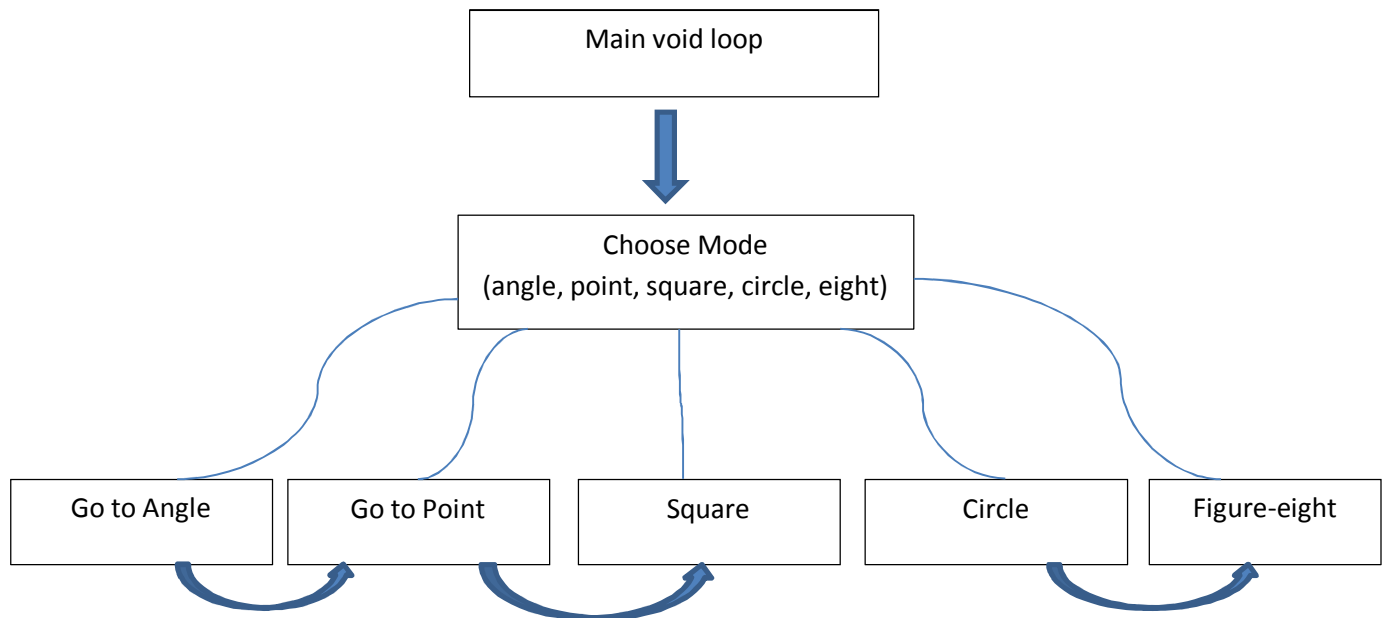 Main void loop
Choose Mode
(angle, point, square, circle, eight)
Go to Angle
Go to Point
Square
Circle
Figure-eight